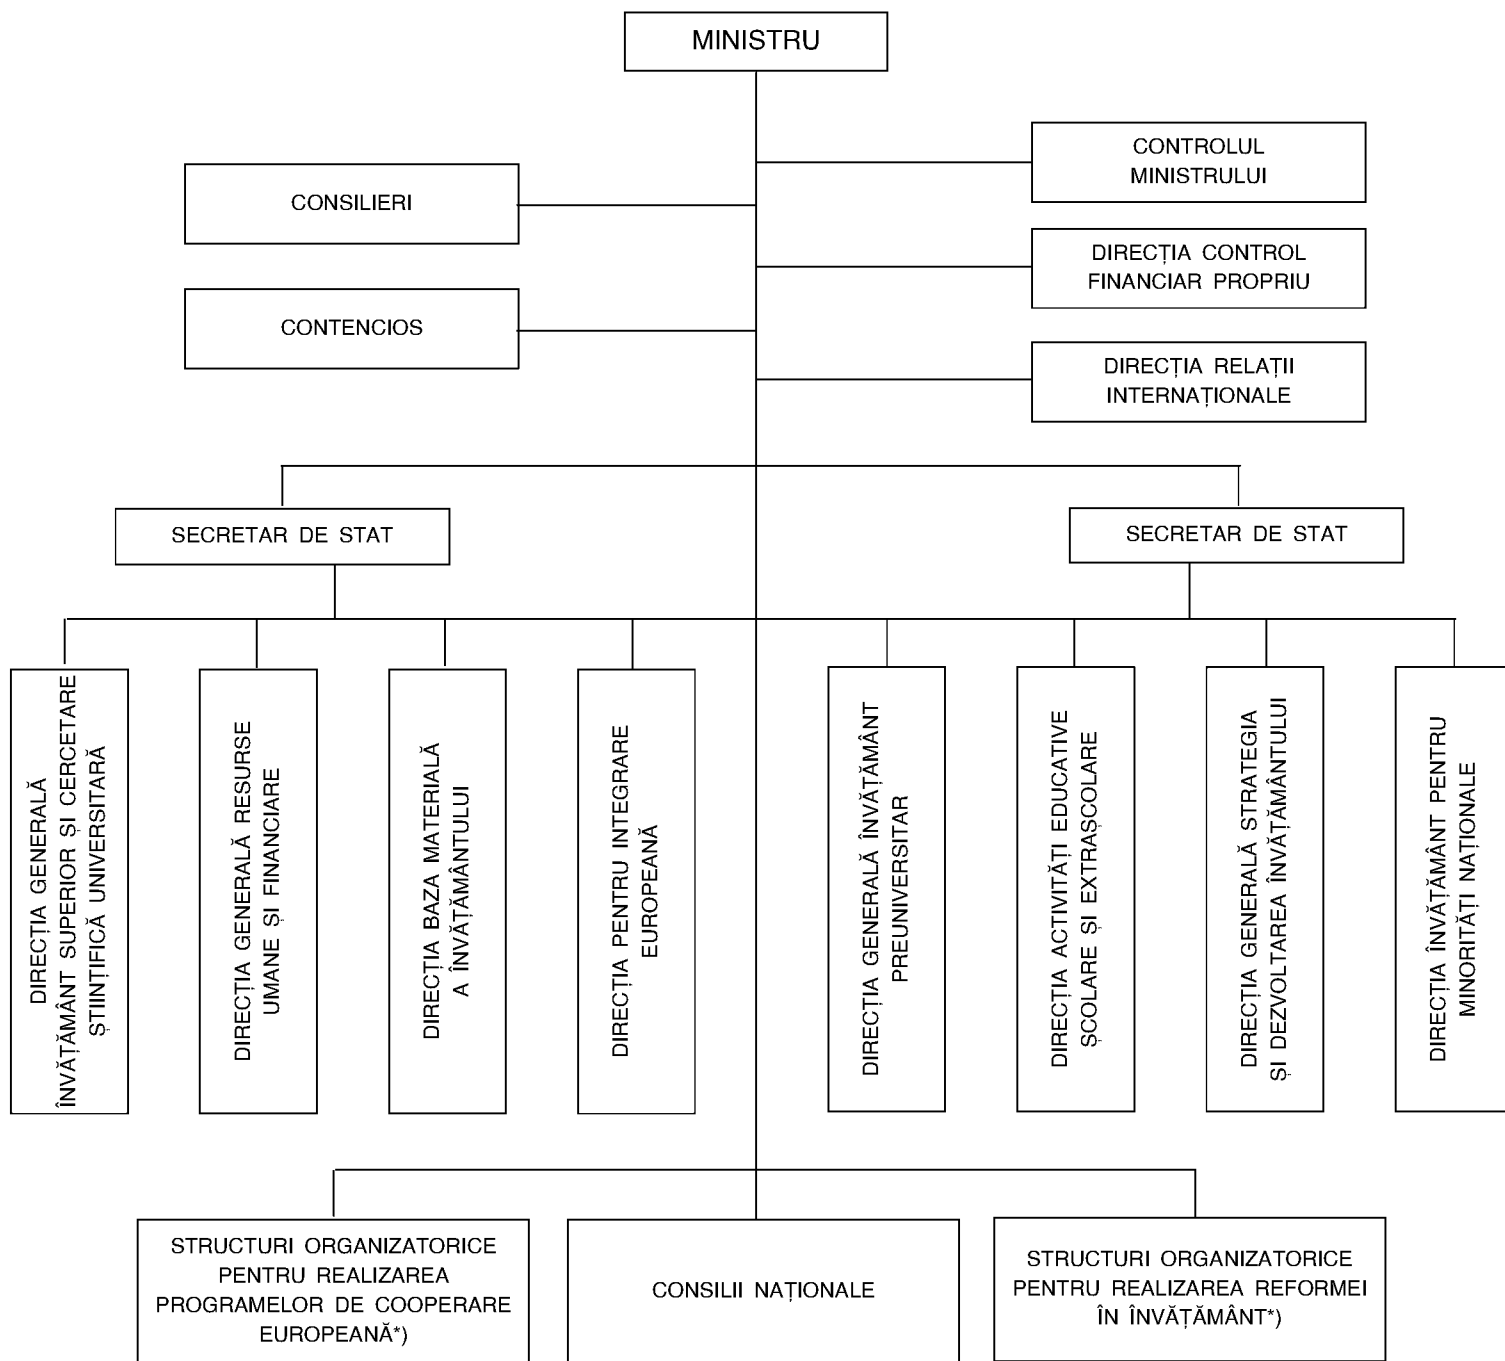 MINISTRU
CONTROLUL
MINISTRULUI
CONSILIERI
DIRECȚIA CONTROL
FINANCIAR PROPRIU
CONTENCIOS
DIRECȚIA RELAȚII
INTERNAȚIONALE
SECRETAR DE STAT
SECRETAR DE STAT
DIRECȚIA GENERALĂ
ÎNVĂȚĂMÂNT SUPERIOR ȘI CERCETARE
ȘTIINȚIFICĂ UNIVERSITARĂ
DIRECȚIA GENERALĂ RESURSE
UMANE ȘI FINANCIARE
DIRECȚIA BAZA MATERIALĂ
A ÎNVĂȚĂMÂNTULUI
DIRECȚIA PENTRU INTEGRARE
EUROPEANĂ
DIRECȚIA GENERALĂ ÎNVĂȚĂMÂNT
PREUNIVERSITAR
DIRECȚIA ACTIVITĂȚI EDUCATIVE
ȘCOLARE ȘI EXTRAȘCOLARE
DIRECȚIA GENERALĂ STRATEGIA
ȘI DEZVOLTAREA ÎNVĂȚĂMÂNTULUI
DIRECȚIA ÎNVĂȚĂMÂNT PENTRU
MINORITĂȚI NAȚIONALE
STRUCTURI ORGANIZATORICE
PENTRU REALIZAREA
PROGRAMELOR DE COOPERARE
EUROPEANĂ*)
CONSILII NAȚIONALE
STRUCTURI ORGANIZATORICE
PENTRU REALIZAREA REFORMEI
ÎN ÎNVĂȚĂMÂNT*)